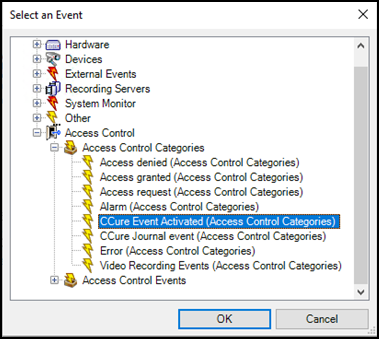 Select an Event
Hardware
Devices
External Events
Recording Servers
System Monitor
Other
Access Control
Access Control Categories
Access denied (Access Control Categories)
Access granted (Access Control Categories)
Access request (Access Control Categories)
Alarm (Access Control Categories)
CCure Event Activated (Access Control Categories)
CCure Journal event (Access Control Categories)
Error (Access Control Categories)
Video Recording Events (Access Control Categories)
Access Control Events
OK
Cancel